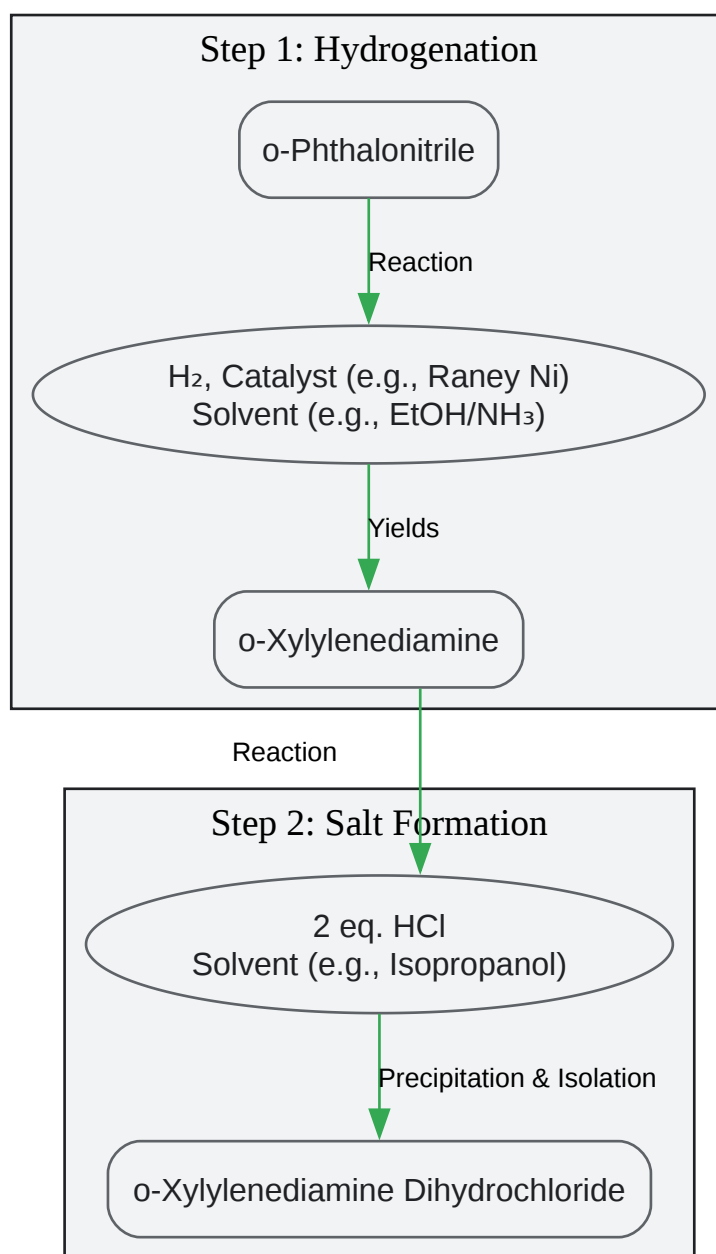 Step 1: Hydrogenation
o-Phthalonitrile
Reaction
H₂, Catalyst (e.g., Raney Ni)
Solvent (e.g., EtOH/NH₃)
Yields
o-Xylylenediamine
Reaction
Step 2: Salt Formation
2 eq. HCl
Solvent (e.g., Isopropanol)
Precipitation & Isolation
o-Xylylenediamine Dihydrochloride